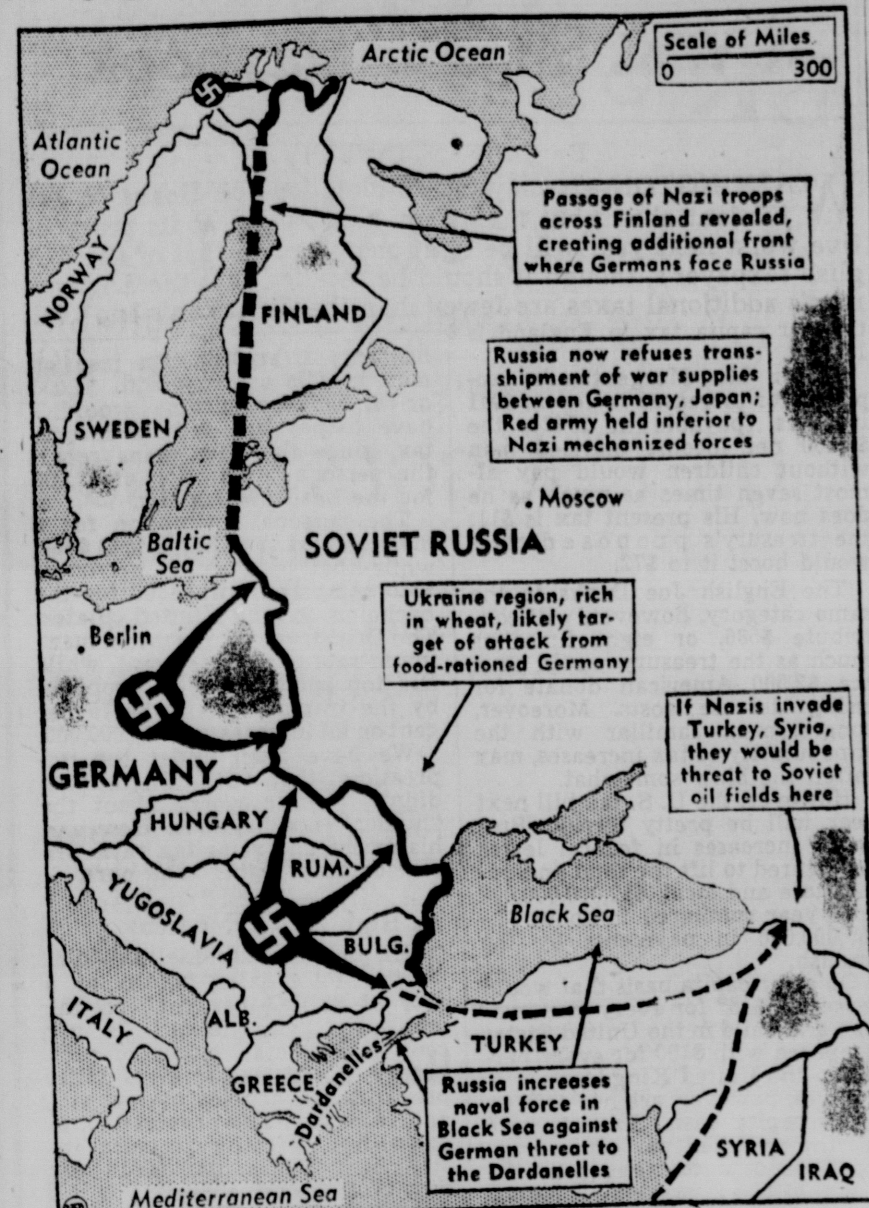 Scale of Miles
0 300
Arctic Ocean
Atlantic
Ocean
Passage of Nazi troops
across Finland revealed,
creating additional front
where Germans face Russia
NORWAY
FINLAND
Russia now refuses trans-
shipment of war supplies
between Germany, Japan;
Red army held inferior to
Nazi mechanized forces
SWEDEN
Moscow
Baltic
Sea
SOVIET RUSSIA
Ukraine region, rich
in wheat, likely tar-
get of attack from
food-rationed Germany
Berlin
If Nazis invade
Turkey, Syria,
they would be
threat to Soviet
oil fields here
GERMANY
HUNGARY
RUM.
YUGOSLAVIA
Black Sea
BULG.
ITALY
ALB.
TURKEY
GREECE
Dardanelles
Russia increases
naval force in
Black Sea against
German threat to
the Dardanelles
SYRIA
IRAQ
Mediterranean Sea